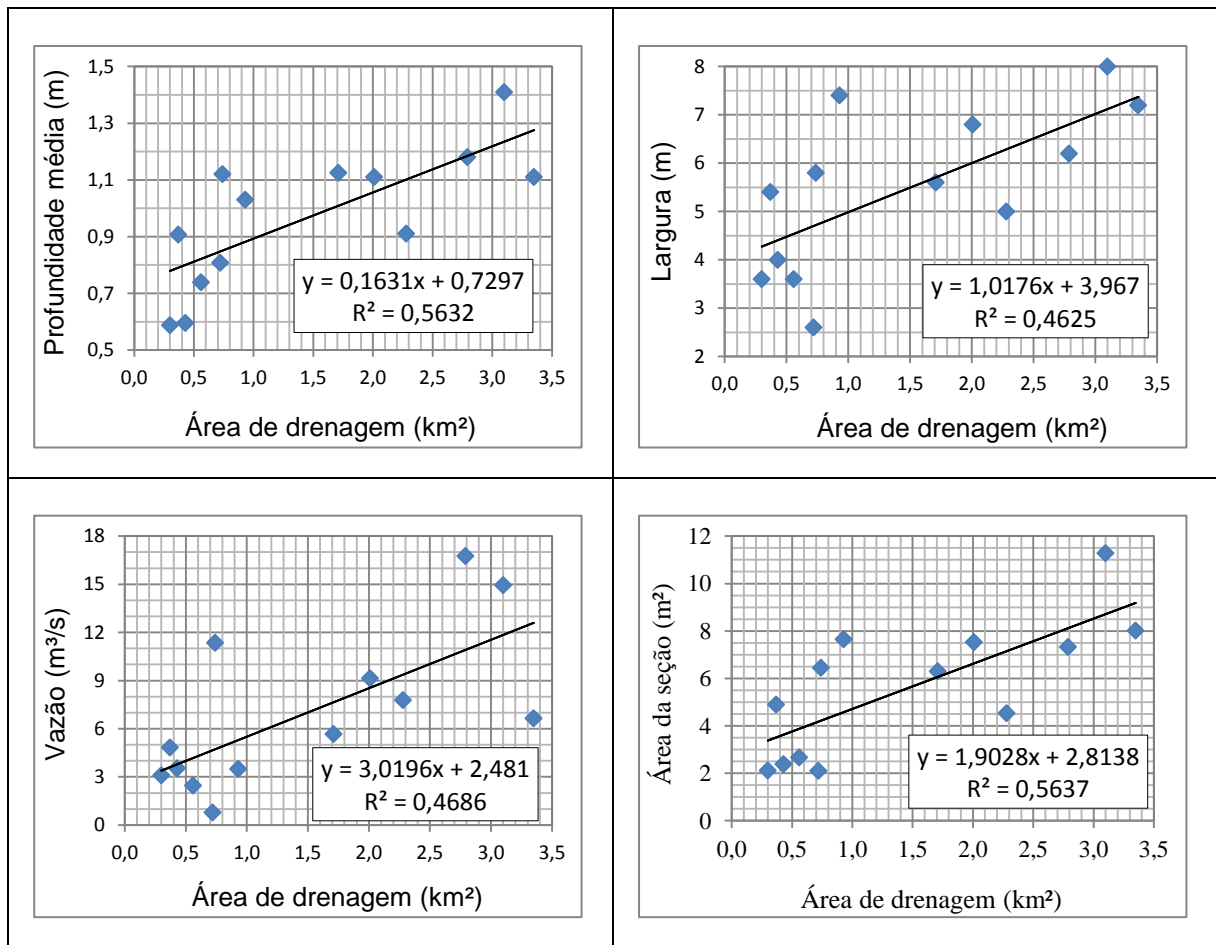 Profundidade média (m)
1,5
1,3
1,1
0,9
0,7
0,5
y = 0,1631x + 0,7297
R² = 0,5632
0,0 0,5 1,0 1,5 2,0 2,5 3,0 3,5
Área de drenagem (km²)
Largura (m)
8
7
6
5
4
3
2
y = 1,0176x + 3,967
R² = 0,4625
0,0 0,5 1,0 1,5 2,0 2,5 3,0 3,5
Área de drenagem (km²)
Vazão (m³/s)
18
15
12
9
6
3
0
y = 3,0196x + 2,481
R² = 0,4686
0,0 0,5 1,0 1,5 2,0 2,5 3,0 3,5
Área de drenagem (km²)
Área da seção (m²)
12
10
8
6
4
2
0
y = 1,9028x + 2,8138
R² = 0,5637
0,0 0,5 1,0 1,5 2,0 2,5 3,0 3,5
Área de drenagem (km²)